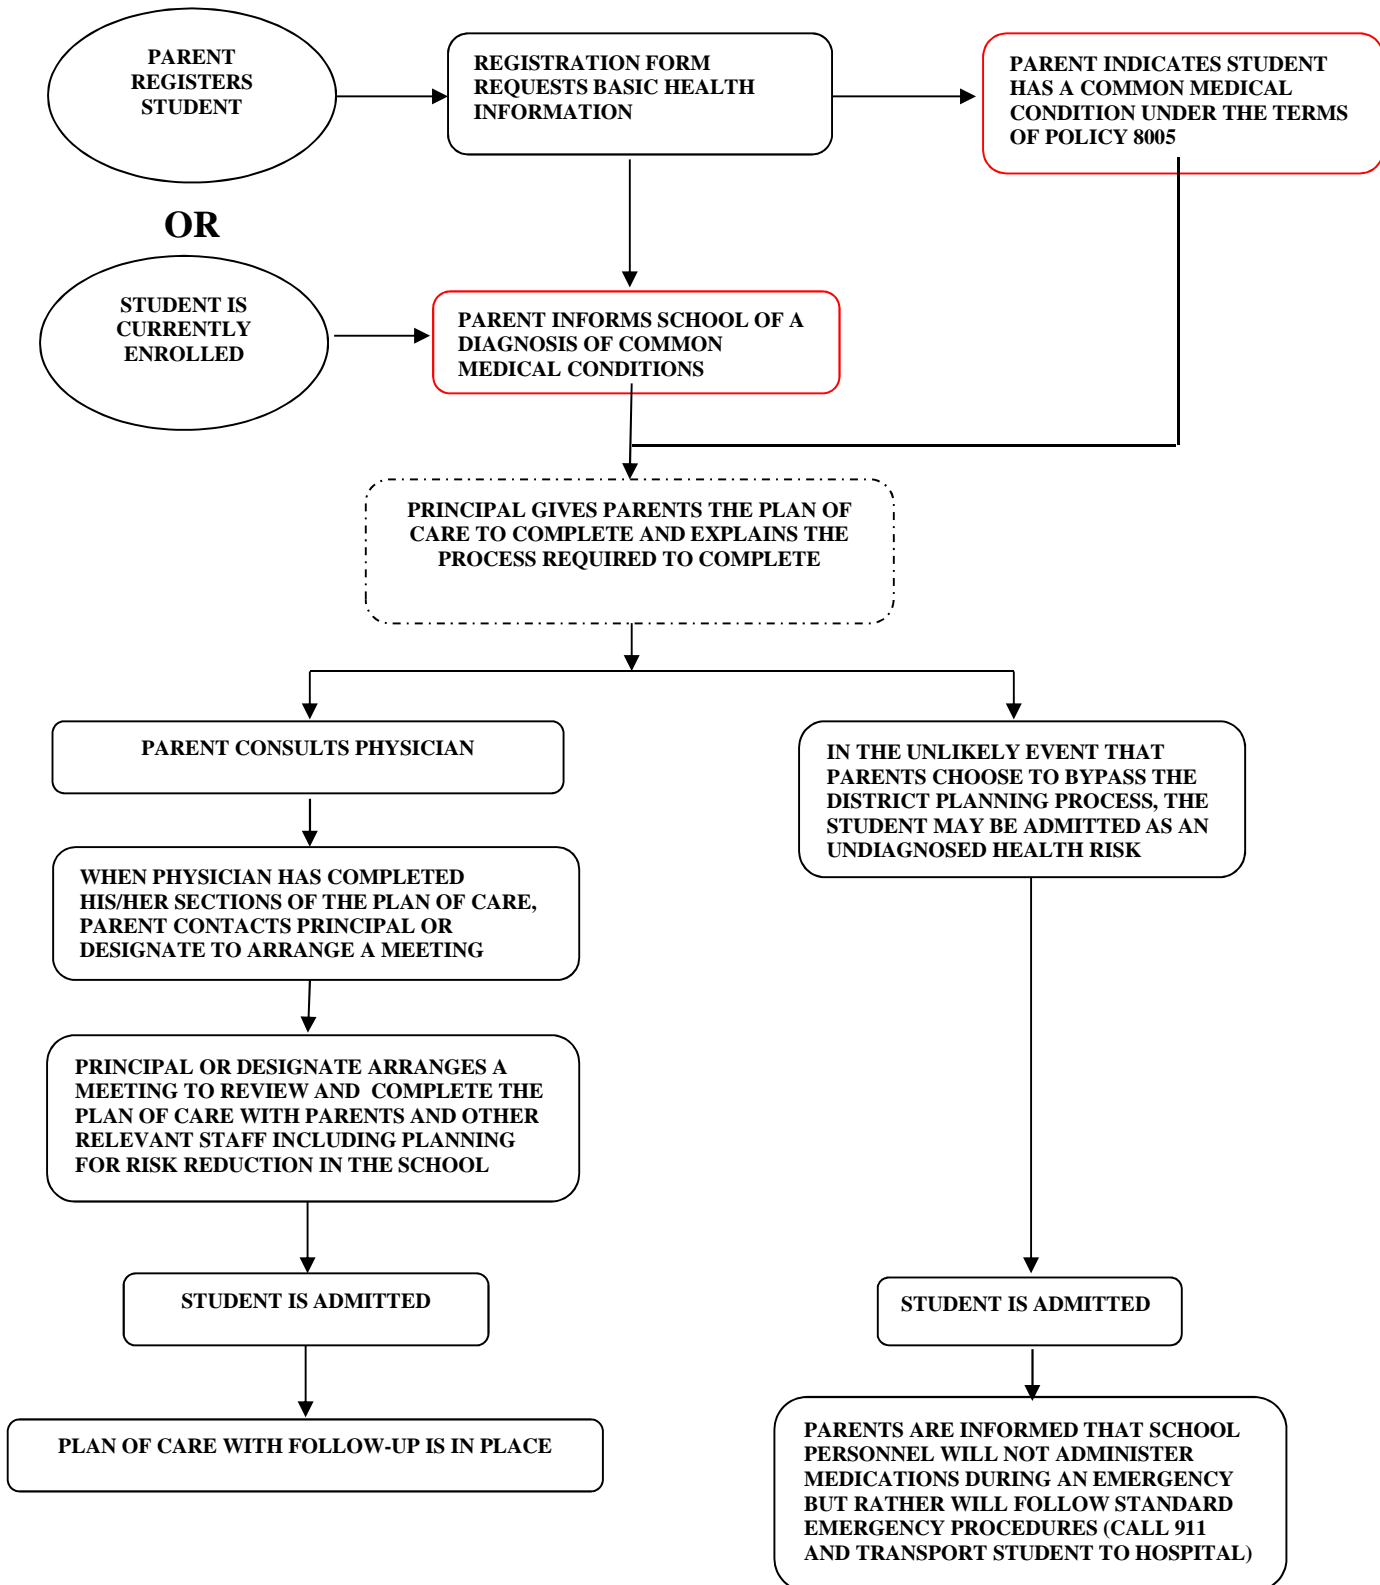 PARENT
REGISTERS
STUDENT
REGISTRATION FORM
REQUESTS BASIC HEALTH
INFORMATION
PARENT INDICATES STUDENT
HAS A COMMON MEDICAL
CONDITION UNDER THE TERMS
OF POLICY 8005
OR
STUDENT IS
CURRENTLY
ENROLLED
PARENT INFORMS SCHOOL OF A
DIAGNOSIS OF COMMON
MEDICAL CONDITIONS
PRINCIPAL GIVES PARENTS THE PLAN OF
CARE TO COMPLETE AND EXPLAINS THE
PROCESS REQUIRED TO COMPLETE
PARENT CONSULTS PHYSICIAN
IN THE UNLIKELY EVENT THAT
PARENTS CHOOSE TO BYPASS THE
DISTRICT PLANNING PROCESS, THE
STUDENT MAY BE ADMITTED AS AN
UNDIAGNOSED HEALTH RISK
WHEN PHYSICIAN HAS COMPLETED
HIS/HER SECTIONS OF THE PLAN OF CARE,
PARENT CONTACTS PRINCIPAL OR
DESIGNATE TO ARRANGE A MEETING
PRINCIPAL OR DESIGNATE ARRANGES A
MEETING TO REVIEW AND COMPLETE THE
PLAN OF CARE WITH PARENTS AND OTHER
RELEVANT STAFF INCLUDING PLANNING
FOR RISK REDUCTION IN THE SCHOOL
STUDENT IS ADMITTED
STUDENT IS ADMITTED
PLAN OF CARE WITH FOLLOW-UP IS IN PLACE
PARENTS ARE INFORMED THAT SCHOOL
PERSONNEL WILL NOT ADMINISTER
MEDICATIONS DURING AN EMERGENCY
BUT RATHER WILL FOLLOW STANDARD
EMERGENCY PROCEDURES (CALL 911
AND TRANSPORT STUDENT TO HOSPITAL)